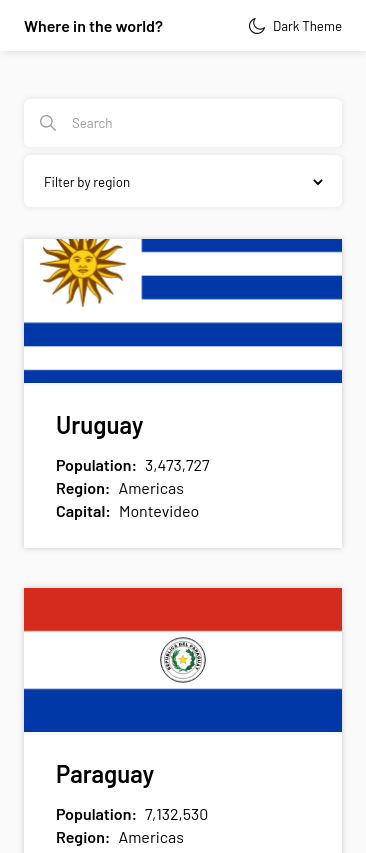 Where in the world?
Dark Theme
Search
Filter by region
Uruguay
Population: 3,473,727
Region: Americas
Capital: Montevideo
Paraguay
Population: 7,132,530
Region: Americas